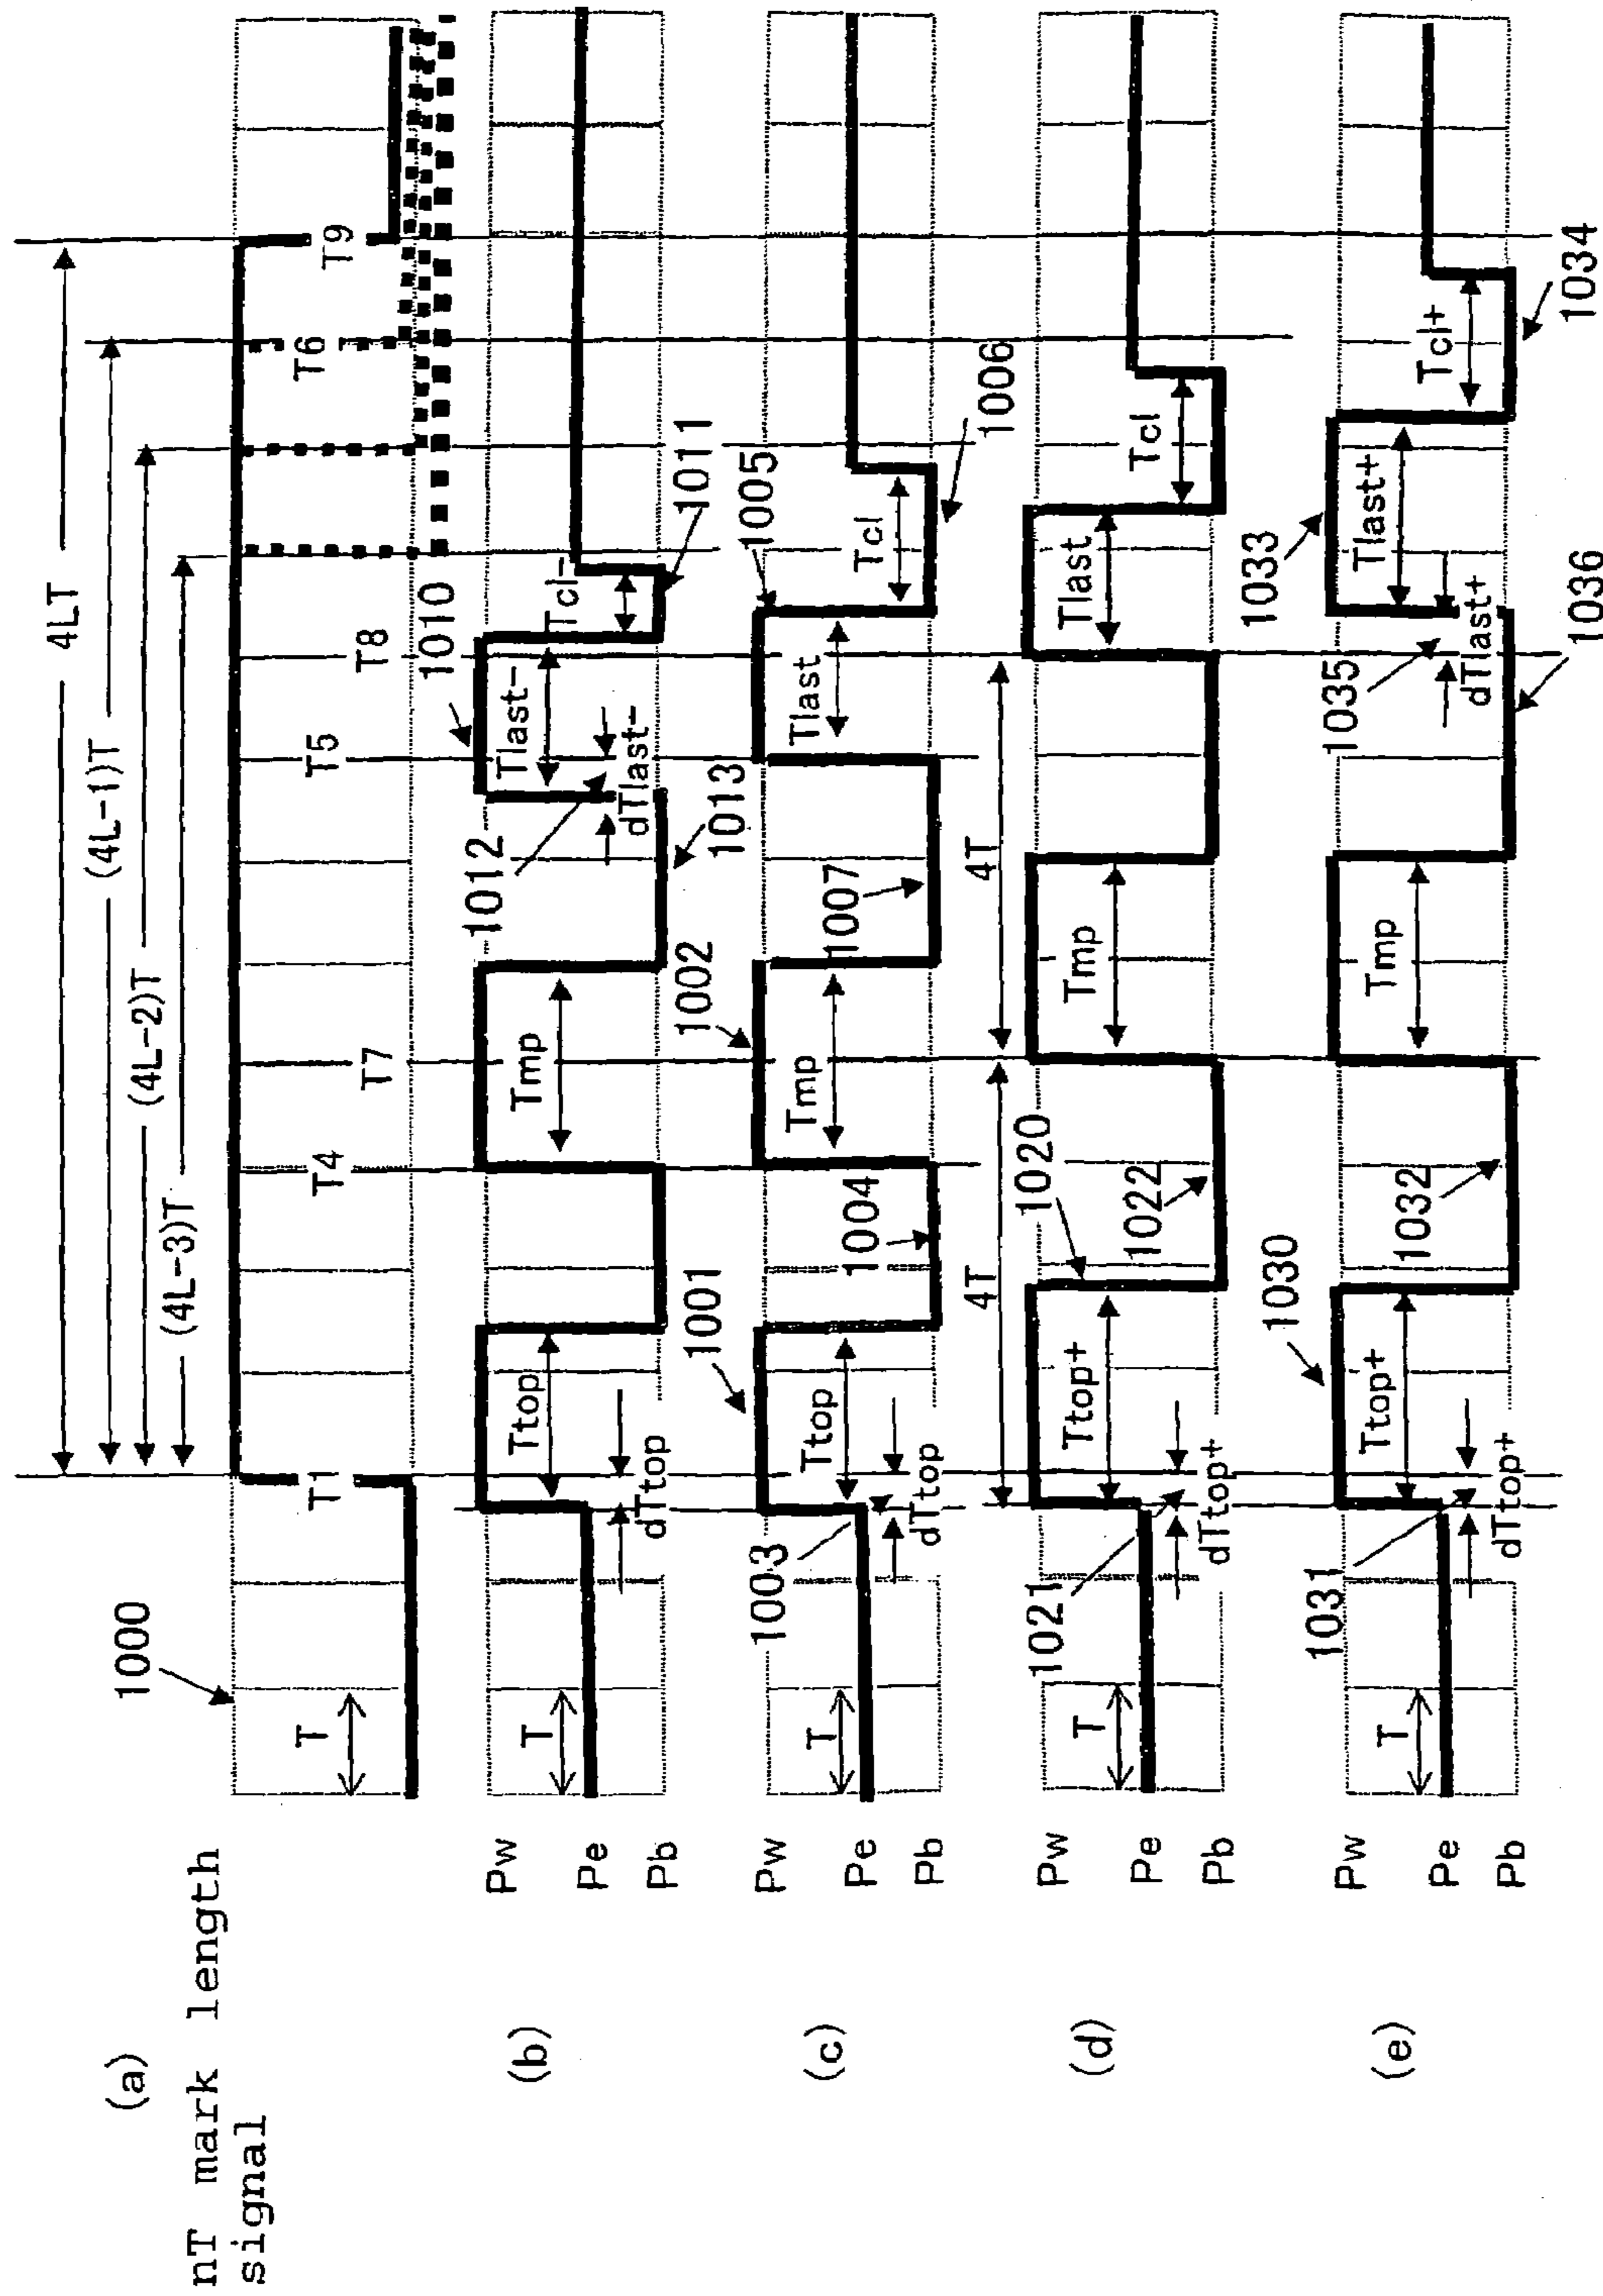 (a)
nT mark length
signal
1000
T
T1
4LT
(4L-1)T
(4L-2)T
(4L-3)T
T4
T7
T5
T8
T6
T9
(b)
Pw
Pe
Pb
T
Ttop
dTtop
Tmp
1012
1013
Tlast-
dTlast-
1010
Tcl-
1011
(c)
Pw
Pe
Pb
T
1003
Ttop
dTtop
1001
1004
Tmp
1002
1007
Tlast
1005
Tcl
1006
(d)
Pw
Pe
Pb
T
1021
Ttop+
dTtop+
4T
1020
1022
Tmp
4T
Tlast
Tcl
(e)
Pw
Pe
Pb
T
1031
Ttop+
dTtop+
1030
1032
Tmp
1035
dTlast+
1036
Tlast+
1033
Tcl+
1034